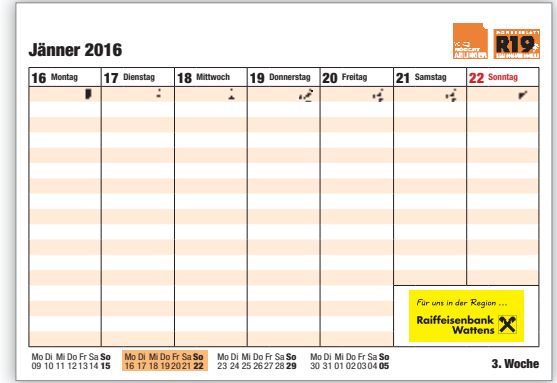 Jänner 2016
R19
16 Montag
17 Dienstag
18 Mittwoch
19 Donnerstag
20 Freitag
21 Samstag
22 Sonntag
Für uns in der Region ...
Raiffeisenbank
Wattens
Mo Di Mi Do Fr Sa So Mo Di Mi Do Fr Sa So Mo Di Mi Do Fr Sa So Mo Di Mi Do Fr Sa So
09 10 11 12 13 14 15 16 17 18 19 20 21 22 23 24 25 26 27 28 29 30 31 01 02 03 04 05
3. Woche